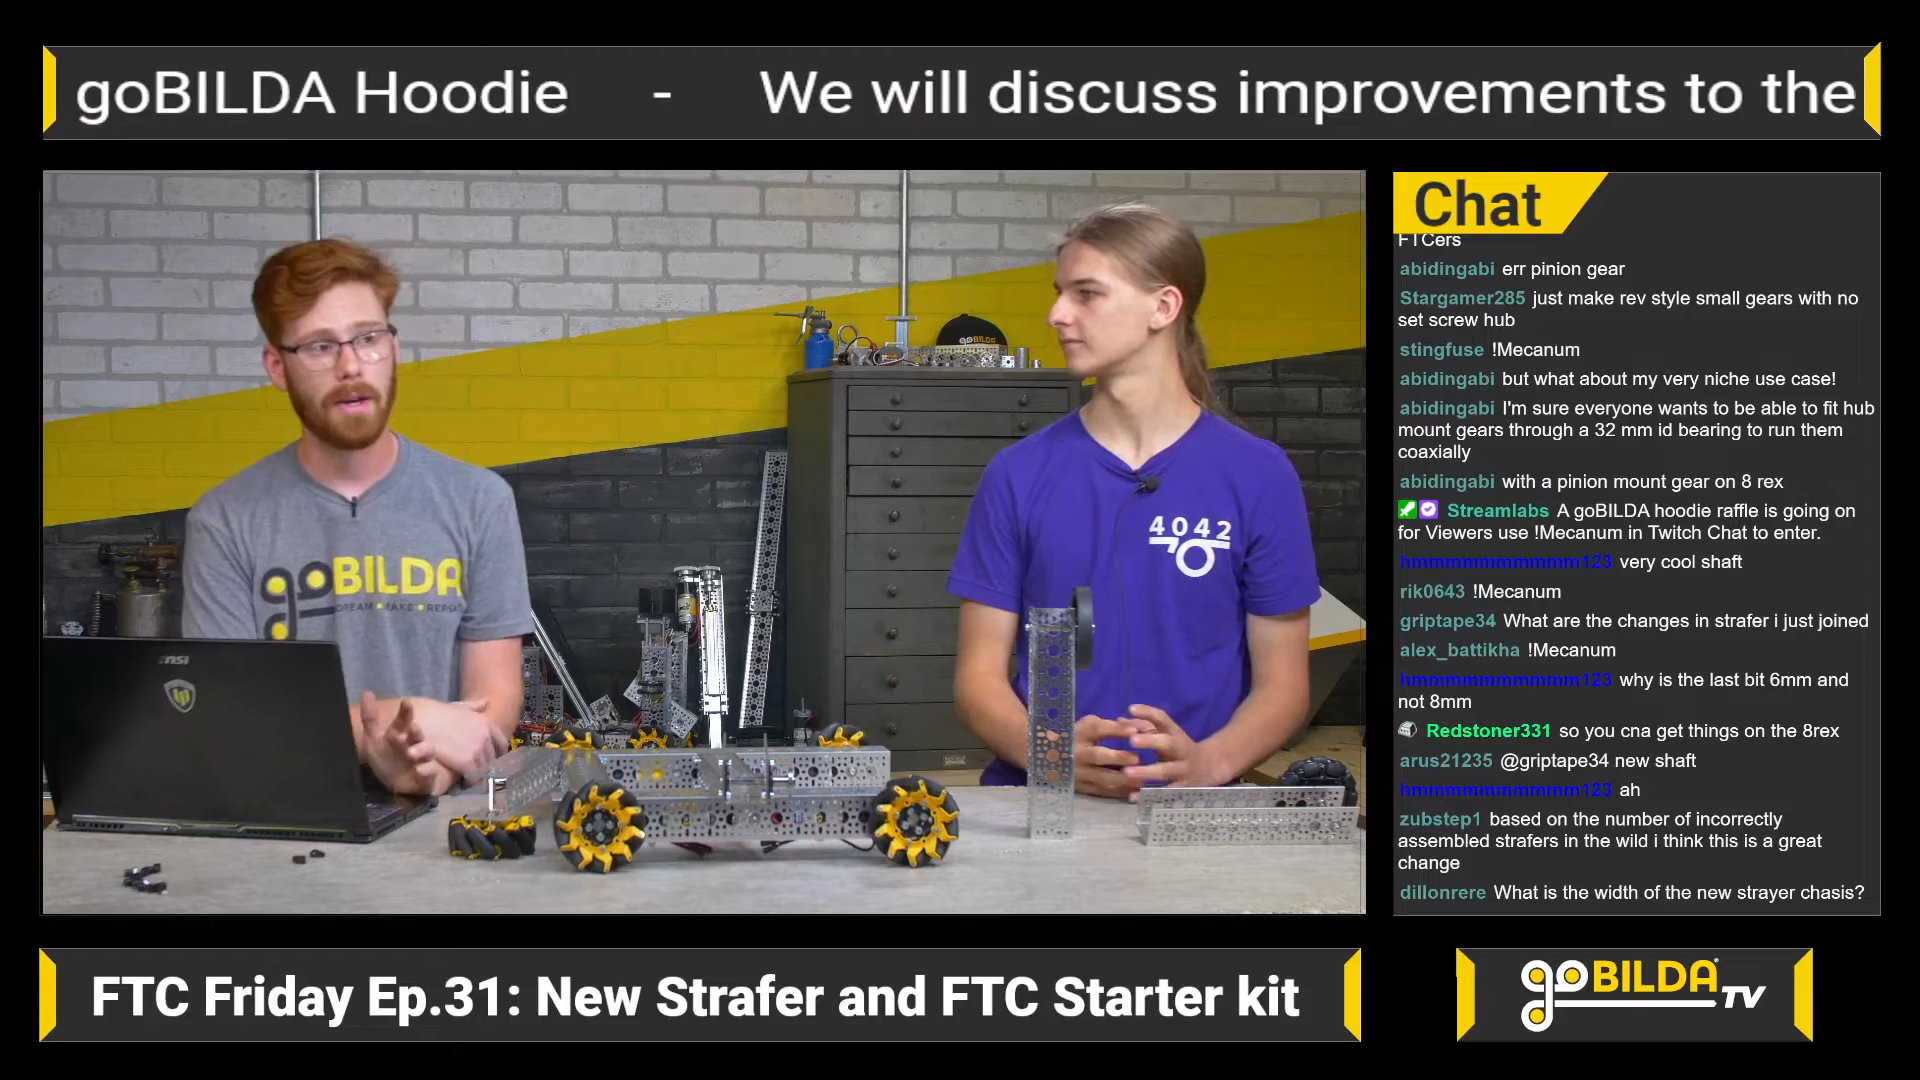 goBILDA Hoodie - We will discuss improvements to the
Chat
FTCers
abidingabi err pinion gear
Stargamer285 just make rev style small gears with no
set screw hub
stingfuse !Mecanum
abidingabi but what about my very niche use case!
abidingabi I'm sure everyone wants to be able to fit hub
mount gears through a 32 mm id bearing to run them
coaxially
abidingabi with a pinion mount gear on 8 rex
Streamlabs A goBILDA hoodie raffle is going on
for Viewers use !Mecanum in Twitch Chat to enter.
very cool shaft
rik0643 !Mecanum
griptape34 What are the changes in strafer i just joined
alex_battikha !Mecanum
why is the last bit 6mm and
not 8mm
Redstoner331 so you cna get things on the 8rex
arus21235 @griptape34 new shaft
ah
zubstep1 based on the number of incorrectly
assembled strafers in the wild i think this is a great
change
dillonrere What is the width of the new strayer chasis?
goBILDA
DREAM • MAKE • REPEAT
4042
msi
goBILDA
FTC Friday Ep.31: New Strafer and FTC Starter kit
goBILDA TV